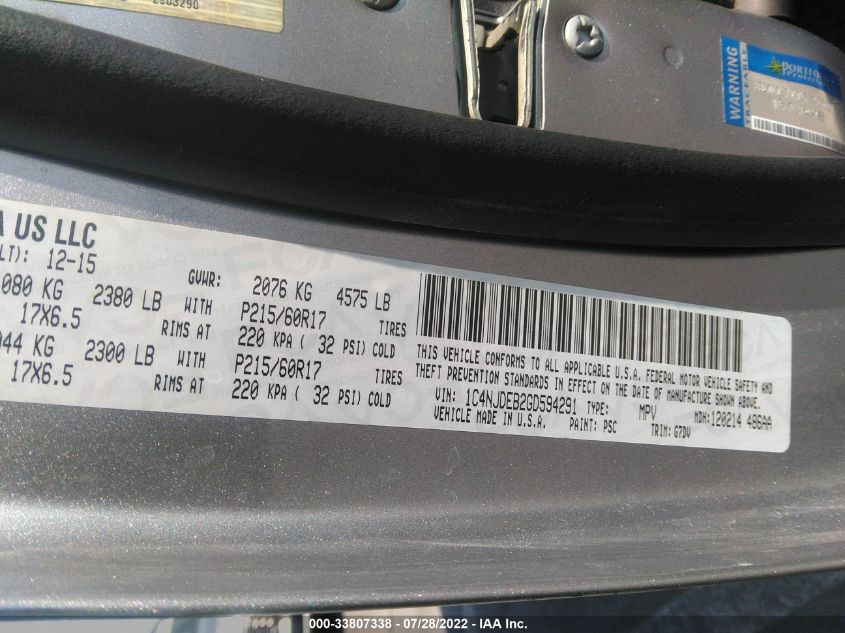 2903290
WARNING
TRACEABLE
A US LLC
LT): 12-15
GVWR: 2076 KG 4575 LB
080 KG 2380 LB WITH P215/60R17 TIRES
17X6.5 RIMS AT 220 KPA ( 32 PSI) COLD
044 KG 2300 LB WITH P215/60R17 TIRES
17X6.5 RIMS AT 220 KPA ( 32 PSI) COLD
THIS VEHICLE CONFORMS TO ALL APPLICABLE U.S.A. FEDERAL MOTOR VEHICLE SAFETY AND
THEFT PREVENTION STANDARDS IN EFFECT ON THE DATE OF MANUFACTURE SHOWN ABOVE.
VIN: 1C4NJDEB2GD594291 TYPE: MPV MDH:120214 486AA
VEHICLE MADE IN U.S.A. PAINT: PSC TRIM: G7DV
000-33807338 - 07/28/2022 - IAA Inc.